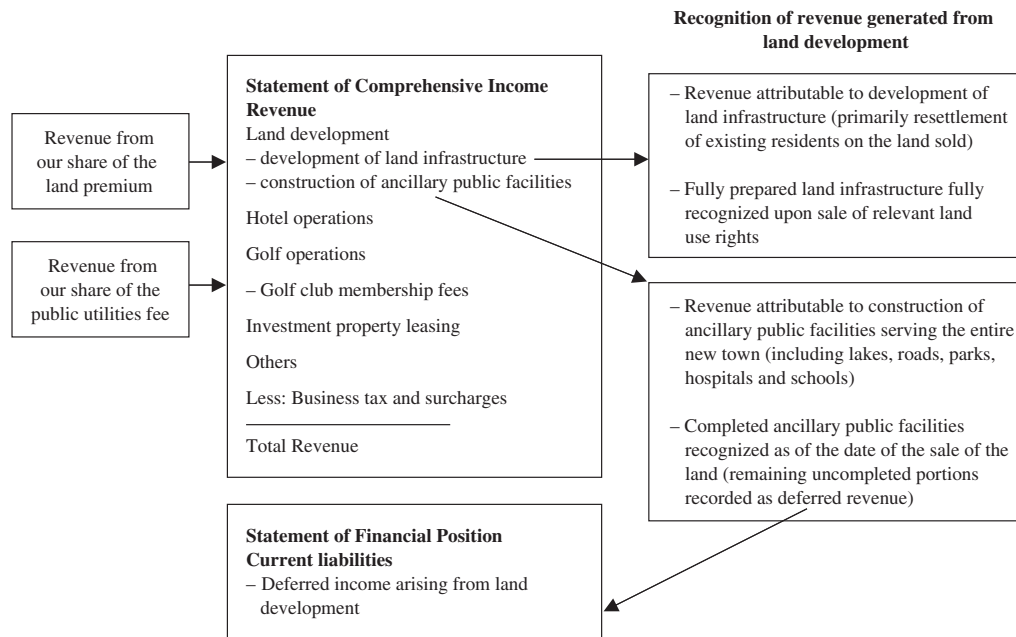 Revenue from
our share of the
land premium
Revenue from
our share of the
public utilities fee
Statement of Comprehensive Income
Revenue
Land development
– development of land infrastructure
– construction of ancillary public facilities
Hotel operations
Golf operations
– Golf club membership fees
Investment property leasing
Others
Less: Business tax and surcharges
Total Revenue
Statement of Financial Position
Current liabilities
– Deferred income arising from land
development
Recognition of revenue generated from
land development
– Revenue attributable to development of
land infrastructure (primarily resettlement
of existing residents on the land sold)
– Fully prepared land infrastructure fully
recognized upon sale of relevant land
use rights
– Revenue attributable to construction of
ancillary public facilities serving the entire
new town (including lakes, roads, parks,
hospitals and schools)
– Completed ancillary public facilities
recognized as of the date of the sale of the
land (remaining uncompleted portions
recorded as deferred revenue)